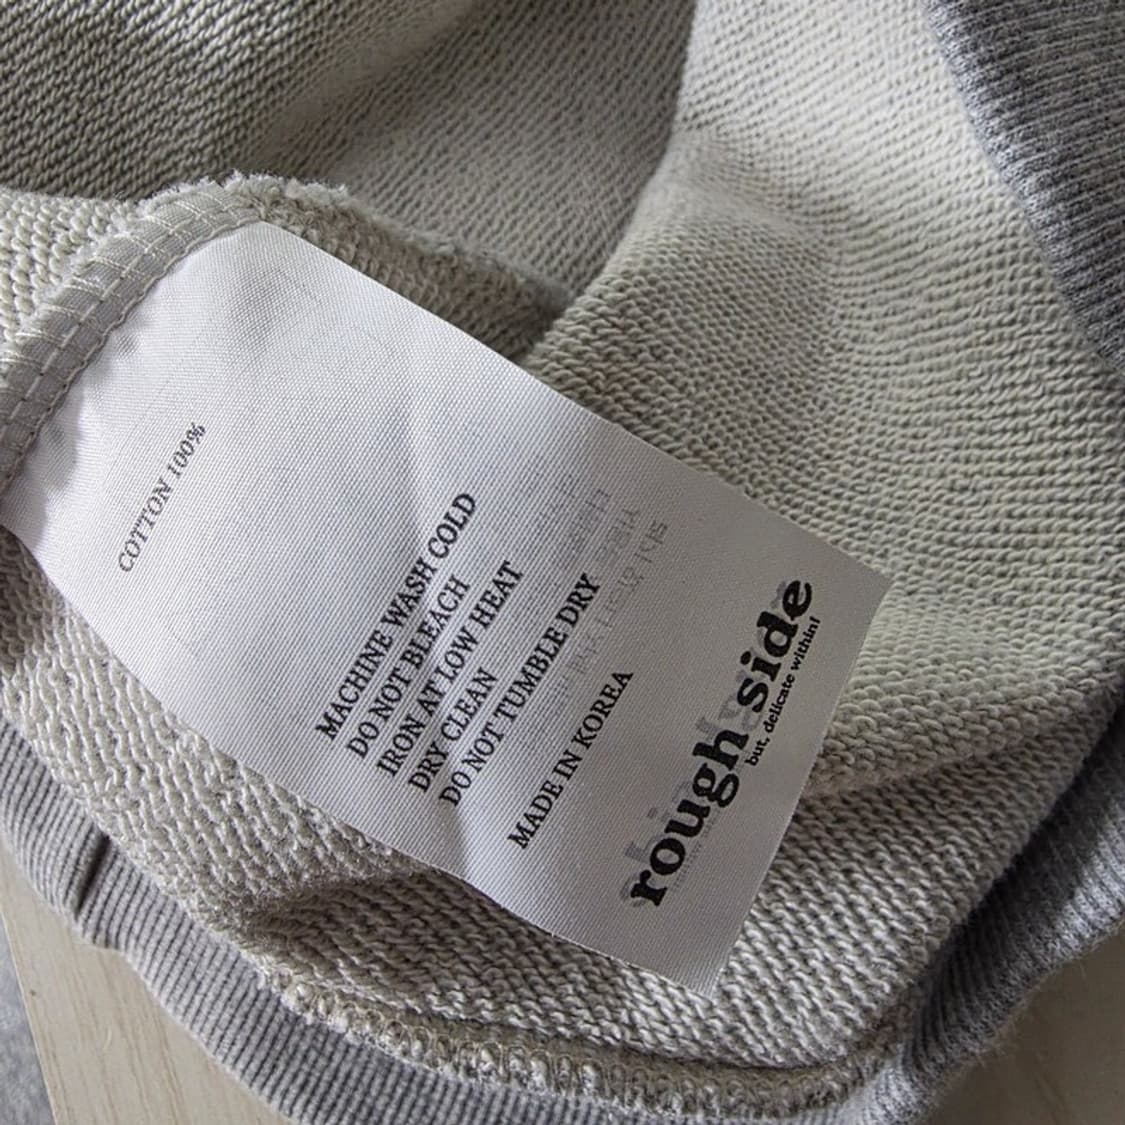 COTTON 100%
MACHINE WASH COLD
DO NOT BLEACH
IRON AT LOW HEAT
DRY CLEAN
DO NOT TUMBLE DRY
MADE IN KOREA
rough side
but, delicate within!